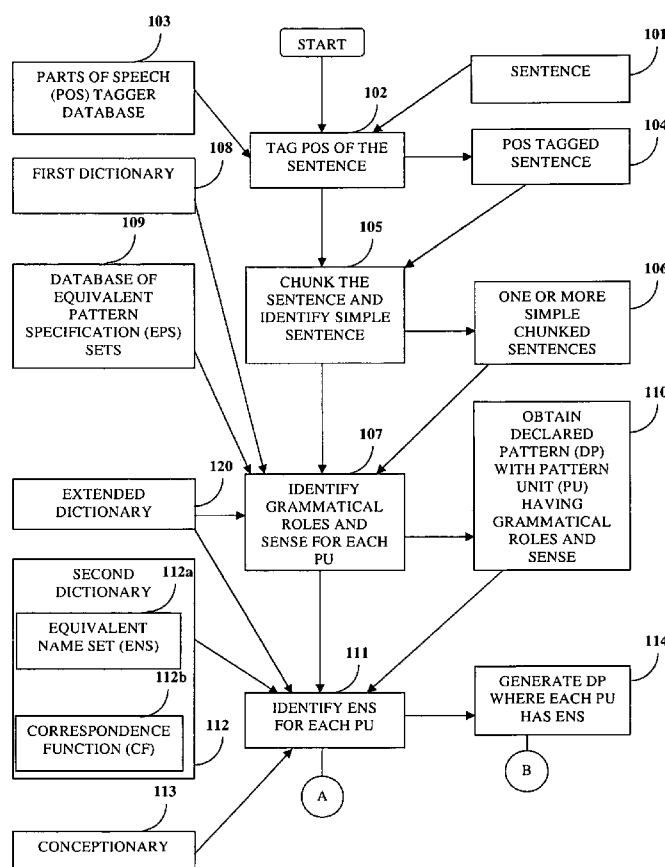 103
START
101
PARTS OF SPEECH
(POS) TAGGER
DATABASE
SENTENCE
102
104
TAG POS OF THE
SENTENCE
POS TAGGED
SENTENCE
108
FIRST DICTIONARY
105
109
106
CHUNK THE
SENTENCE AND
IDENTIFY SIMPLE
SENTENCE
DATABASE OF
EQUIVALENT
PATTERN
SPECIFICATION (EPS)
SETS
ONE OR MORE
SIMPLE
CHUNKED
SENTENCES
107
110
OBTAIN
DECLARED
PATTERN (DP)
WITH PATTERN
UNIT (PU)
HAVING
GRAMMATICAL
ROLES AND
SENSE
120
EXTENDED
DICTIONARY
IDENTIFY
GRAMMATICAL
ROLES AND
SENSE FOR EACH
PU
SECOND
DICTIONARY
112a
EQUIVALENT
NAME SET (ENS)
111
114
112b
IDENTIFY ENS
FOR EACH PU
GENERATE DP
WHERE EACH PU
HAS ENS
CORRESPONDENCE
FUNCTION (CF)
112
A
B
113
CONCEPTIONARY